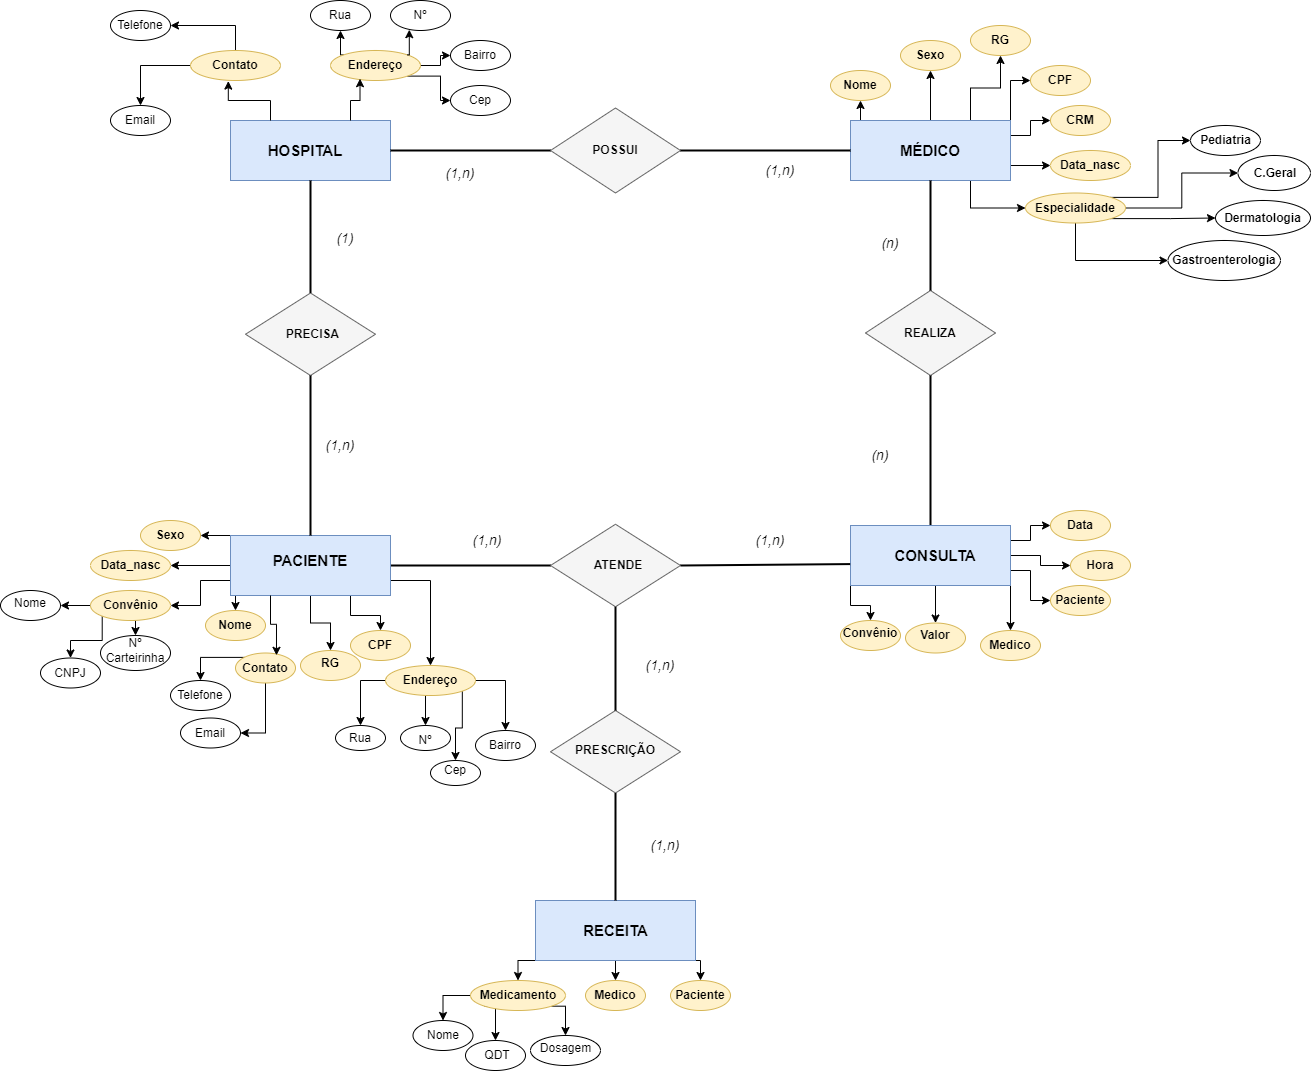 Telefone
Contato
Email
Rua
Nº
Endereço
Bairro
Cep
HOSPITAL
(1,n)
POSSUI
(1,n)
Nome
Sexo
RG
CPF
CRM
MÉDICO
Data_nasc
Especialidade
Pediatria
C.Geral
Dermatologia
Gastroenterologia
(1)
PRECISA
(1,n)
(n)
REALIZA
(n)
Sexo
Data_nasc
PACIENTE
Convênio
Nome
CNPJ
Nº
Carteirinha
Nome
Contato
Telefone
Email
RG
CPF
Endereço
Rua
Nº
Cep
Bairro
(1,n)
ATENDE
(1,n)
CONSULTA
Data
Hora
Paciente
Convênio
Valor
Medico
(1,n)
PRESCRIÇÃO
(1,n)
RECEITA
Medicamento
Medico
Paciente
Nome
QDT
Dosagem